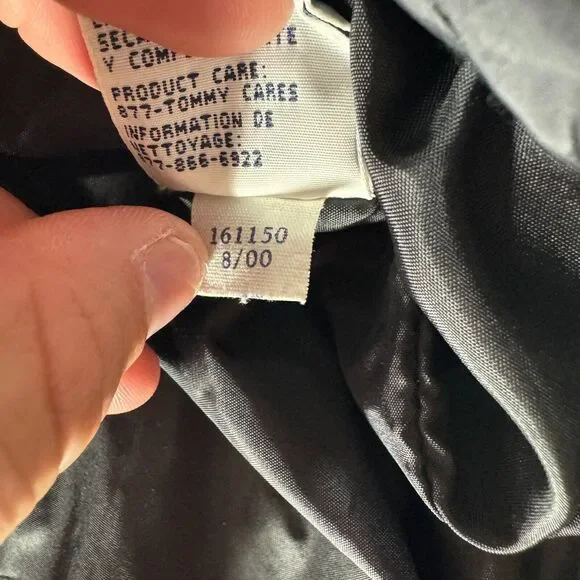 Y COMP
PRODUCT CARE:
877-TOMMY CARES
INFORMATION DE
NETTOYAGE:
877-866-6922
161150
8/00